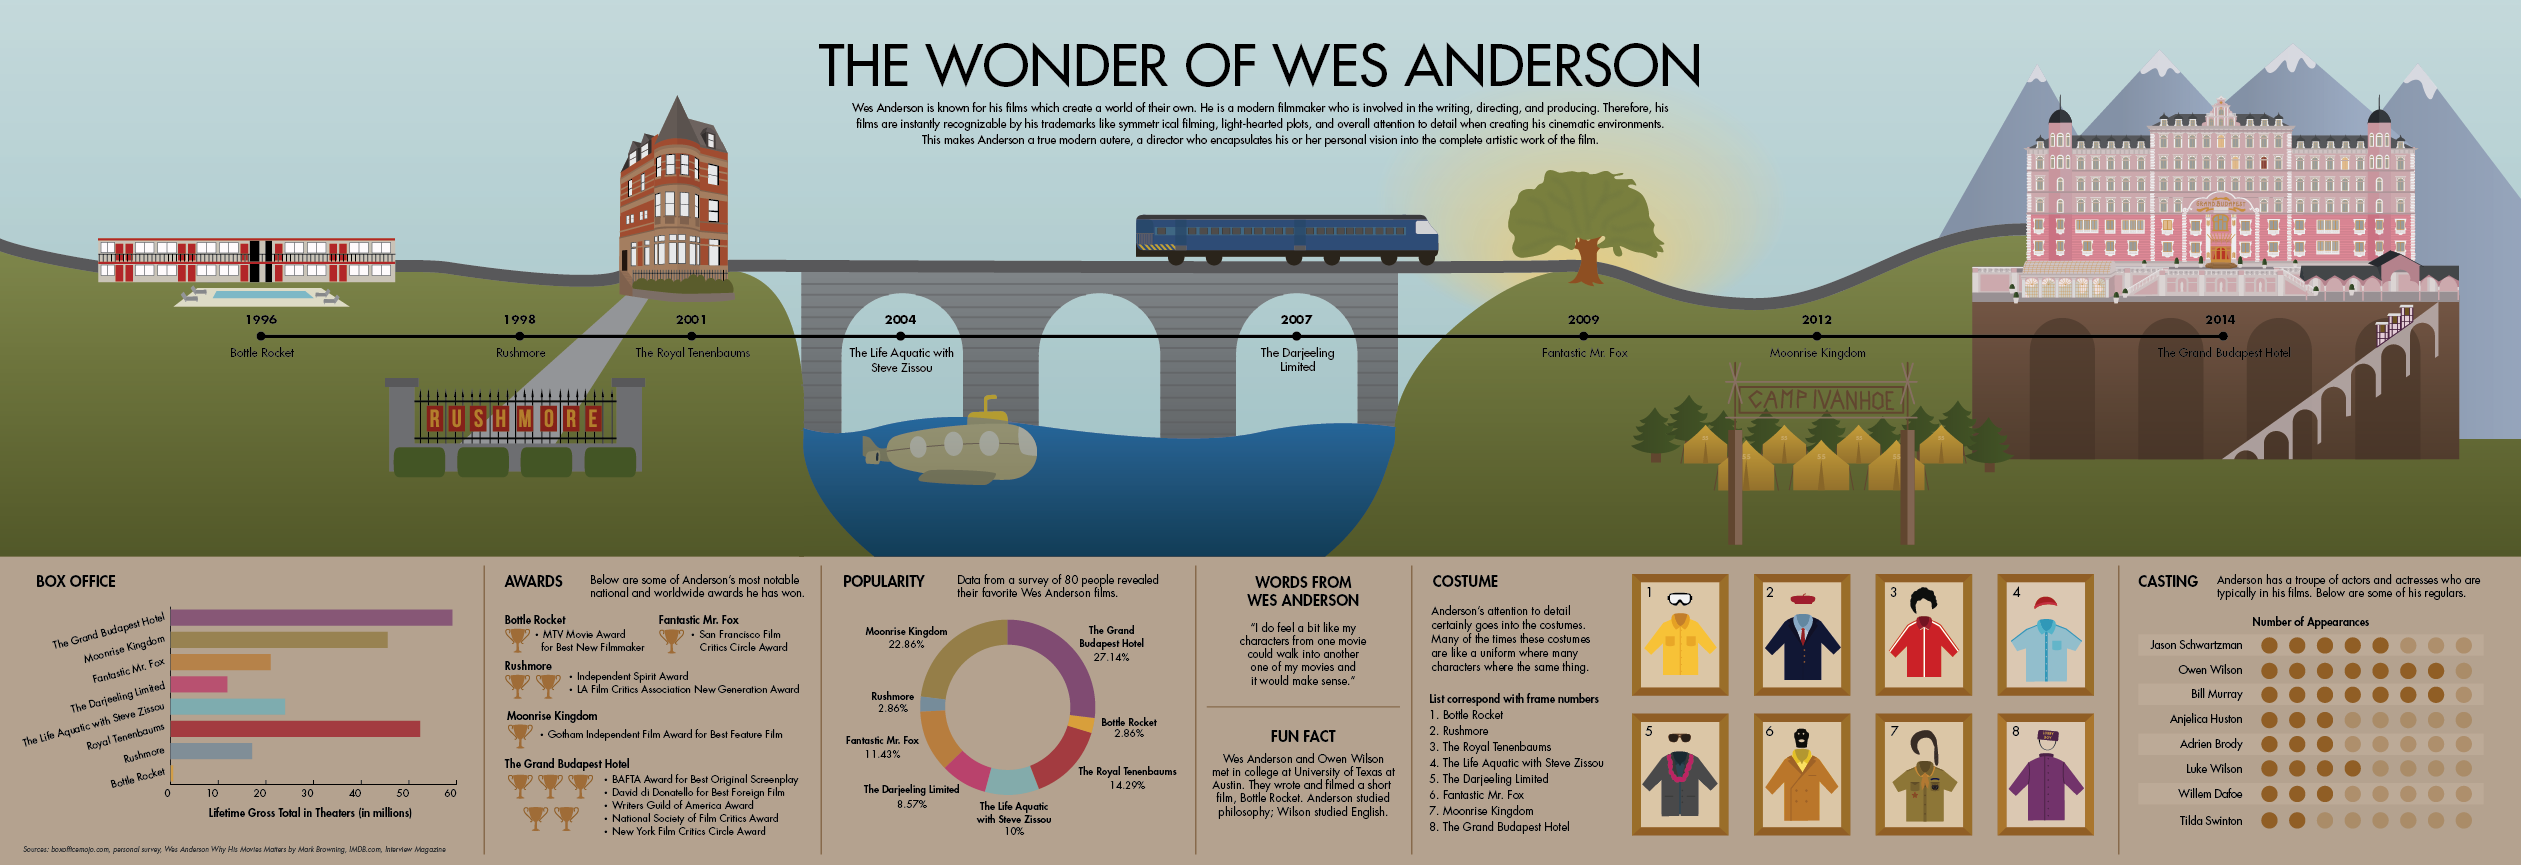 THE WONDER OF WES ANDERSON
Wes Anderson is known for his films which create a world of their own. He is a modern filmmaker who is involved in the writing, directing, and producing. Therefore, his
films are instantly recognizable by his trademarks like symmetr ical filming, light-hearted plots, and overall attention to detail when creating his cinematic environments.
This makes Anderson a true modern autere, a director who encapsulates his or her personal vision into the complete artistic work of the film.
GRAND BUDAPEST
1996
Bottle Rocket
1998
Rushmore
2001
The Royal Tenenbaums
2004
The Life Aquatic with
Steve Zissou
2007
The Darjeeling
Limited
2009
Fantastic Mr. Fox
2012
Moonrise Kingdom
2014
The Grand Budapest Hotel
RUSHMORE
CAMP IVANHOE
BOX OFFICE
The Grand Budapest Hotel
Moonrise Kingdom
Fantastic Mr. Fox
The Darjeeling Limited
The Life Aquatic with Steve Zissou
Royal Tenenbaums
Rushmore
Bottle Rocket
0 10 20 30 40 50 60
Lifetime Gross Total in Theaters (in millions)
Sources: boxofficemojo.com, personal survey, Wes Anderson Why His Movies Matters by Mark Browning, IMDB.com, Interview Magazine
AWARDS
Below are some of Anderson's most notable
national and worldwide awards he has won.
Bottle Rocket
• MTV Movie Award
for Best New Filmmaker
Fantastic Mr. Fox
• San Francisco Film
Critics Circle Award
Rushmore
• Independent Spirit Award
• LA Film Critics Association New Generation Award
Moonrise Kingdom
• Gotham Independent Film Award for Best Feature Film
The Grand Budapest Hotel
• BAFTA Award for Best Original Screenplay
• David di Donatello for Best Foreign Film
• Writers Guild of America Award
• National Society of Film Critics Award
• New York Film Critics Circle Award
POPULARITY
Data from a survey of 80 people revealed
their favorite Wes Anderson films.
Moonrise Kingdom
22.86%
The Grand
Budapest Hotel
27.14%
Rushmore
2.86%
Bottle Rocket
2.86%
Fantastic Mr. Fox
11.43%
The Royal Tenenbaums
14.29%
The Darjeeling Limited
8.57%
The Life Aquatic
with Steve Zissou
10%
WORDS FROM
WES ANDERSON
"I do feel a bit like my
characters from one movie
could walk into another
one of my movies and
it would make sense."
FUN FACT
Wes Anderson and Owen Wilson
met in college at University of Texas at
Austin. They wrote and filmed a short
film, Bottle Rocket. Anderson studied
philosophy; Wilson studied English.
COSTUME
Anderson's attention to detail
certainly goes into the costumes.
Many of the times these costumes
are like a uniform where many
characters where the same thing.
List correspond with frame numbers
1. Bottle Rocket
2. Rushmore
3. The Royal Tenenbaums
4. The Life Aquatic with Steve Zissou
5. The Darjeeling Limited
6. Fantastic Mr. Fox
7. Moonrise Kingdom
8. The Grand Budapest Hotel
1
2
3
4
5
6
7
8
LOBBY
BOY
CASTING
Anderson has a troupe of actors and actresses who are
typically in his films. Below are some of his regulars.
Number of Appearances
Jason Schwartzman
Owen Wilson
Bill Murray
Anjelica Huston
Adrien Brody
Luke Wilson
Willem Dafoe
Tilda Swinton